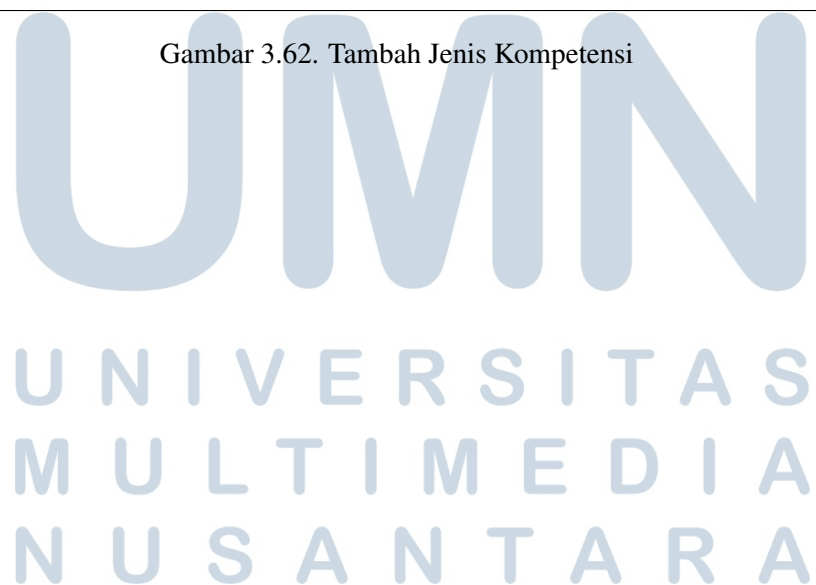 Gambar 3.62. Tambah Jenis Kompetensi
UMN
UNIVERSITAS
MULTIMEDIA
NUSANTARA